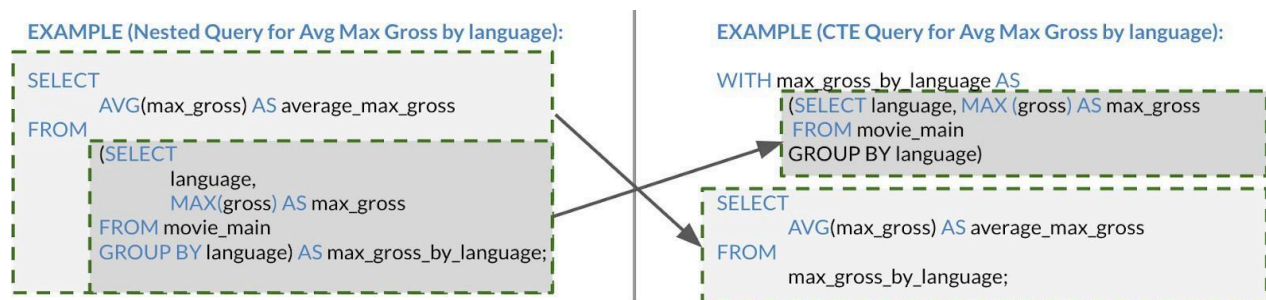 EXAMPLE (Nested Query for Avg Max Gross by language):
SELECT
AVG(max_gross) AS average_max_gross
FROM
(SELECT
language,
MAX(gross) AS max_gross
FROM movie_main
GROUP BY language) AS max_gross_by_language;
EXAMPLE (CTE Query for Avg Max Gross by language):
WITH max_gross_by_language AS
(SELECT language, MAX (gross) AS max_gross
FROM movie_main
GROUP BY language)
SELECT
AVG(max_gross) AS average_max_gross
FROM
max_gross_by_language;